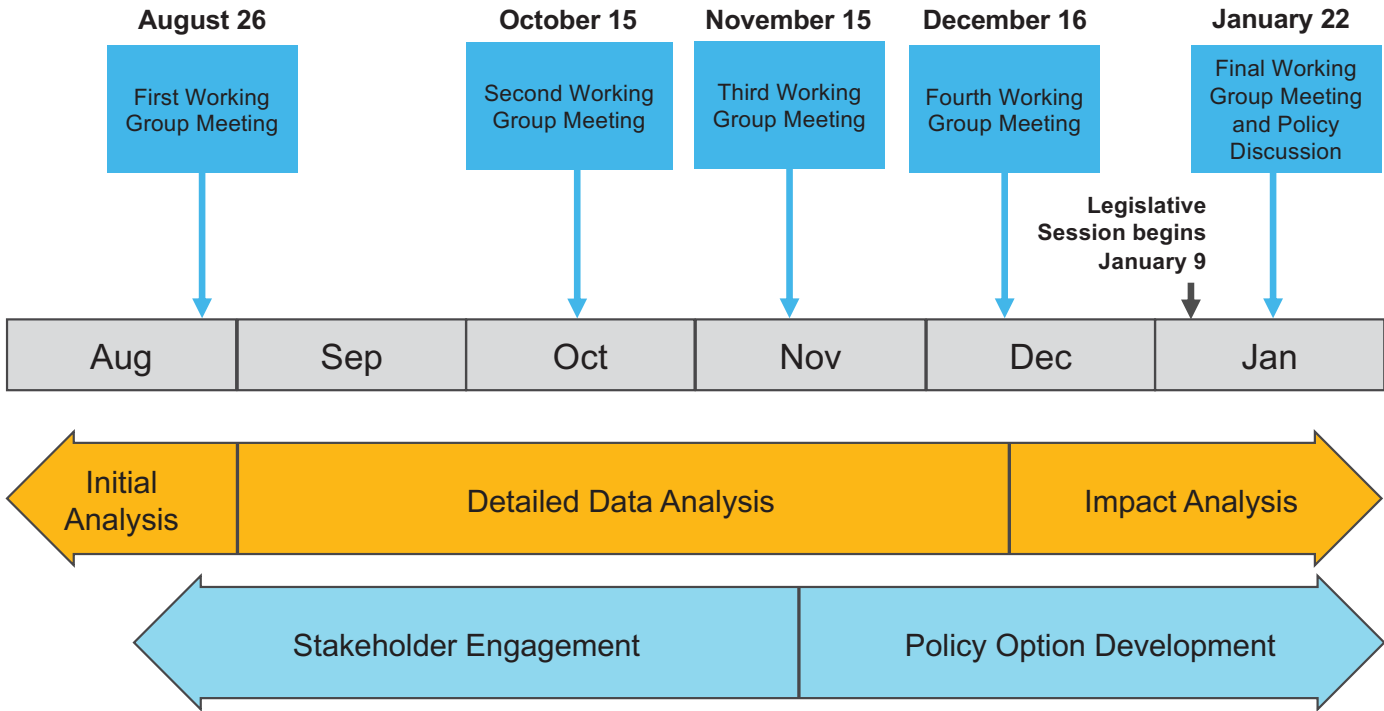 August 26
October 15
November 15
December 16
January 22
First Working
Group Meeting
Second Working
Group Meeting
Third Working
Group Meeting
Fourth Working
Group Meeting
Final Working
Group Meeting
and Policy
Discussion
Legislative
Session begins
January 9
Aug
Sep
Oct
Nov
Dec
Jan
Initial
Analysis
Detailed Data Analysis
Impact Analysis
Stakeholder Engagement
Policy Option Development